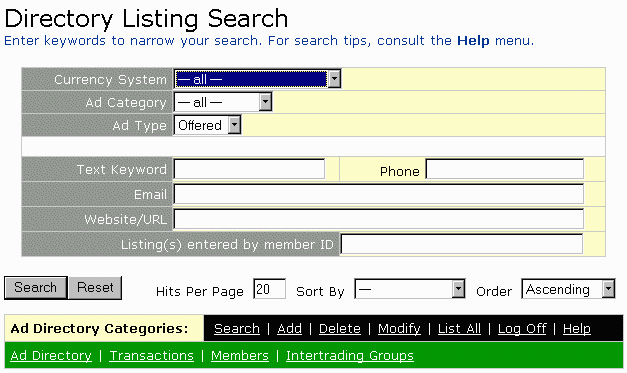 Directory Listing Search
Enter keywords to narrow your search. For search tips, consult the Help menu.
Currency System — all —
Ad Category — all —
Ad Type Offered
Text Keyword Phone
Email
Website/URL
Listing(s) entered by member ID
Search Reset Hits Per Page 20 Sort By — Order Ascending
Ad Directory Categories: Search | Add | Delete | Modify | List All | Log Off | Help
Ad Directory | Transactions | Members | Intertrading Groups